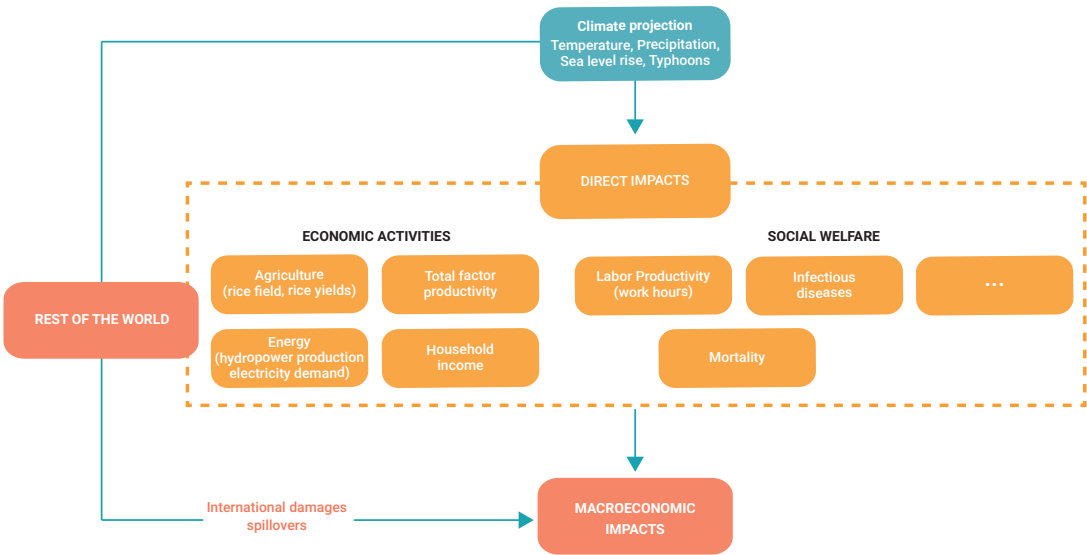 Climate projection
Temperature, Precipitation,
Sea level rise, Typhoons
DIRECT IMPACTS
ECONOMIC ACTIVITIES
SOCIAL WELFARE
Agriculture
(rice field, rice yields)
Total factor
productivity
Labor Productivity
(work hours)
Infectious
diseases
...
REST OF THE WORLD
Energy
(hydropower production
electricity demand)
Household
income
Mortality
International damages
spillovers
MACROECONOMIC
IMPACTS